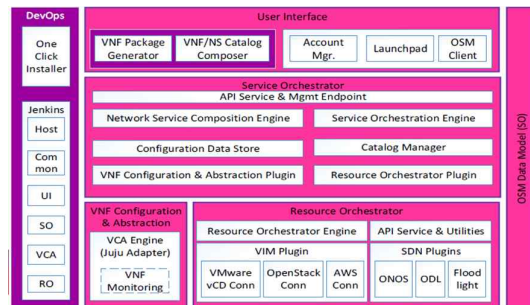 DevOps
One
Click
Installer
Jenkins
Host
Com
mon
UI
SO
VCA
RO
User Interface
VNF Package
Generator
VNF/NS Catalog
Composer
Account
Mgr.
Launchpad
OSM
Client
Service Orchestrator
API Service & Mgmt Endpoint
Network Service Composition Engine
Service Orchestration Engine
Configuration Data Store
Catalog Manager
VNF Configuration & Abstraction Plugin
Resource Orchestrator Plugin
VNF Configuration
& Abstraction
VCA Engine
(Juju Adapter)
VNF
Monitoring
Resource Orchestrator
Resource Orchestrator Engine
API Service & Utilities
VIM Plugin
VMware
vCD Conn
OpenStack
Conn
AWS
Conn
SDN Plugins
ONOS
ODL
Flood
light
OSM Data Model (SO)